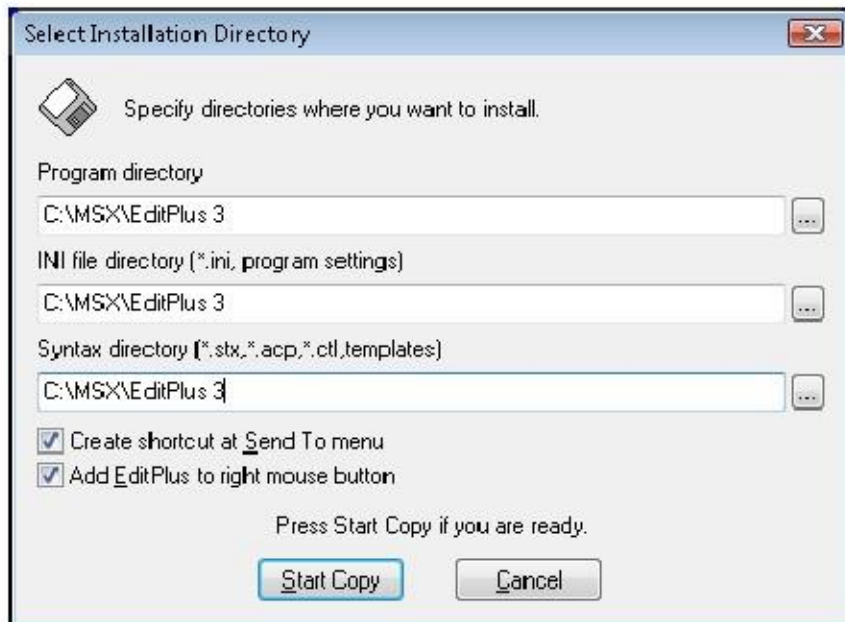 Select Installation Directory
Specify directories where you want to install.
Program directory
C:\MSX\EditPlus 3
...
INI file directory (*.ini, program settings)
C:\MSX\EditPlus 3
...
Syntax directory (*.stx,*.acp,*.ctl,templates)
C:\MSX\EditPlus 3
...
Create shortcut at Send To menu
Add EditPlus to right mouse button
Press Start Copy if you are ready.
Start Copy Cancel